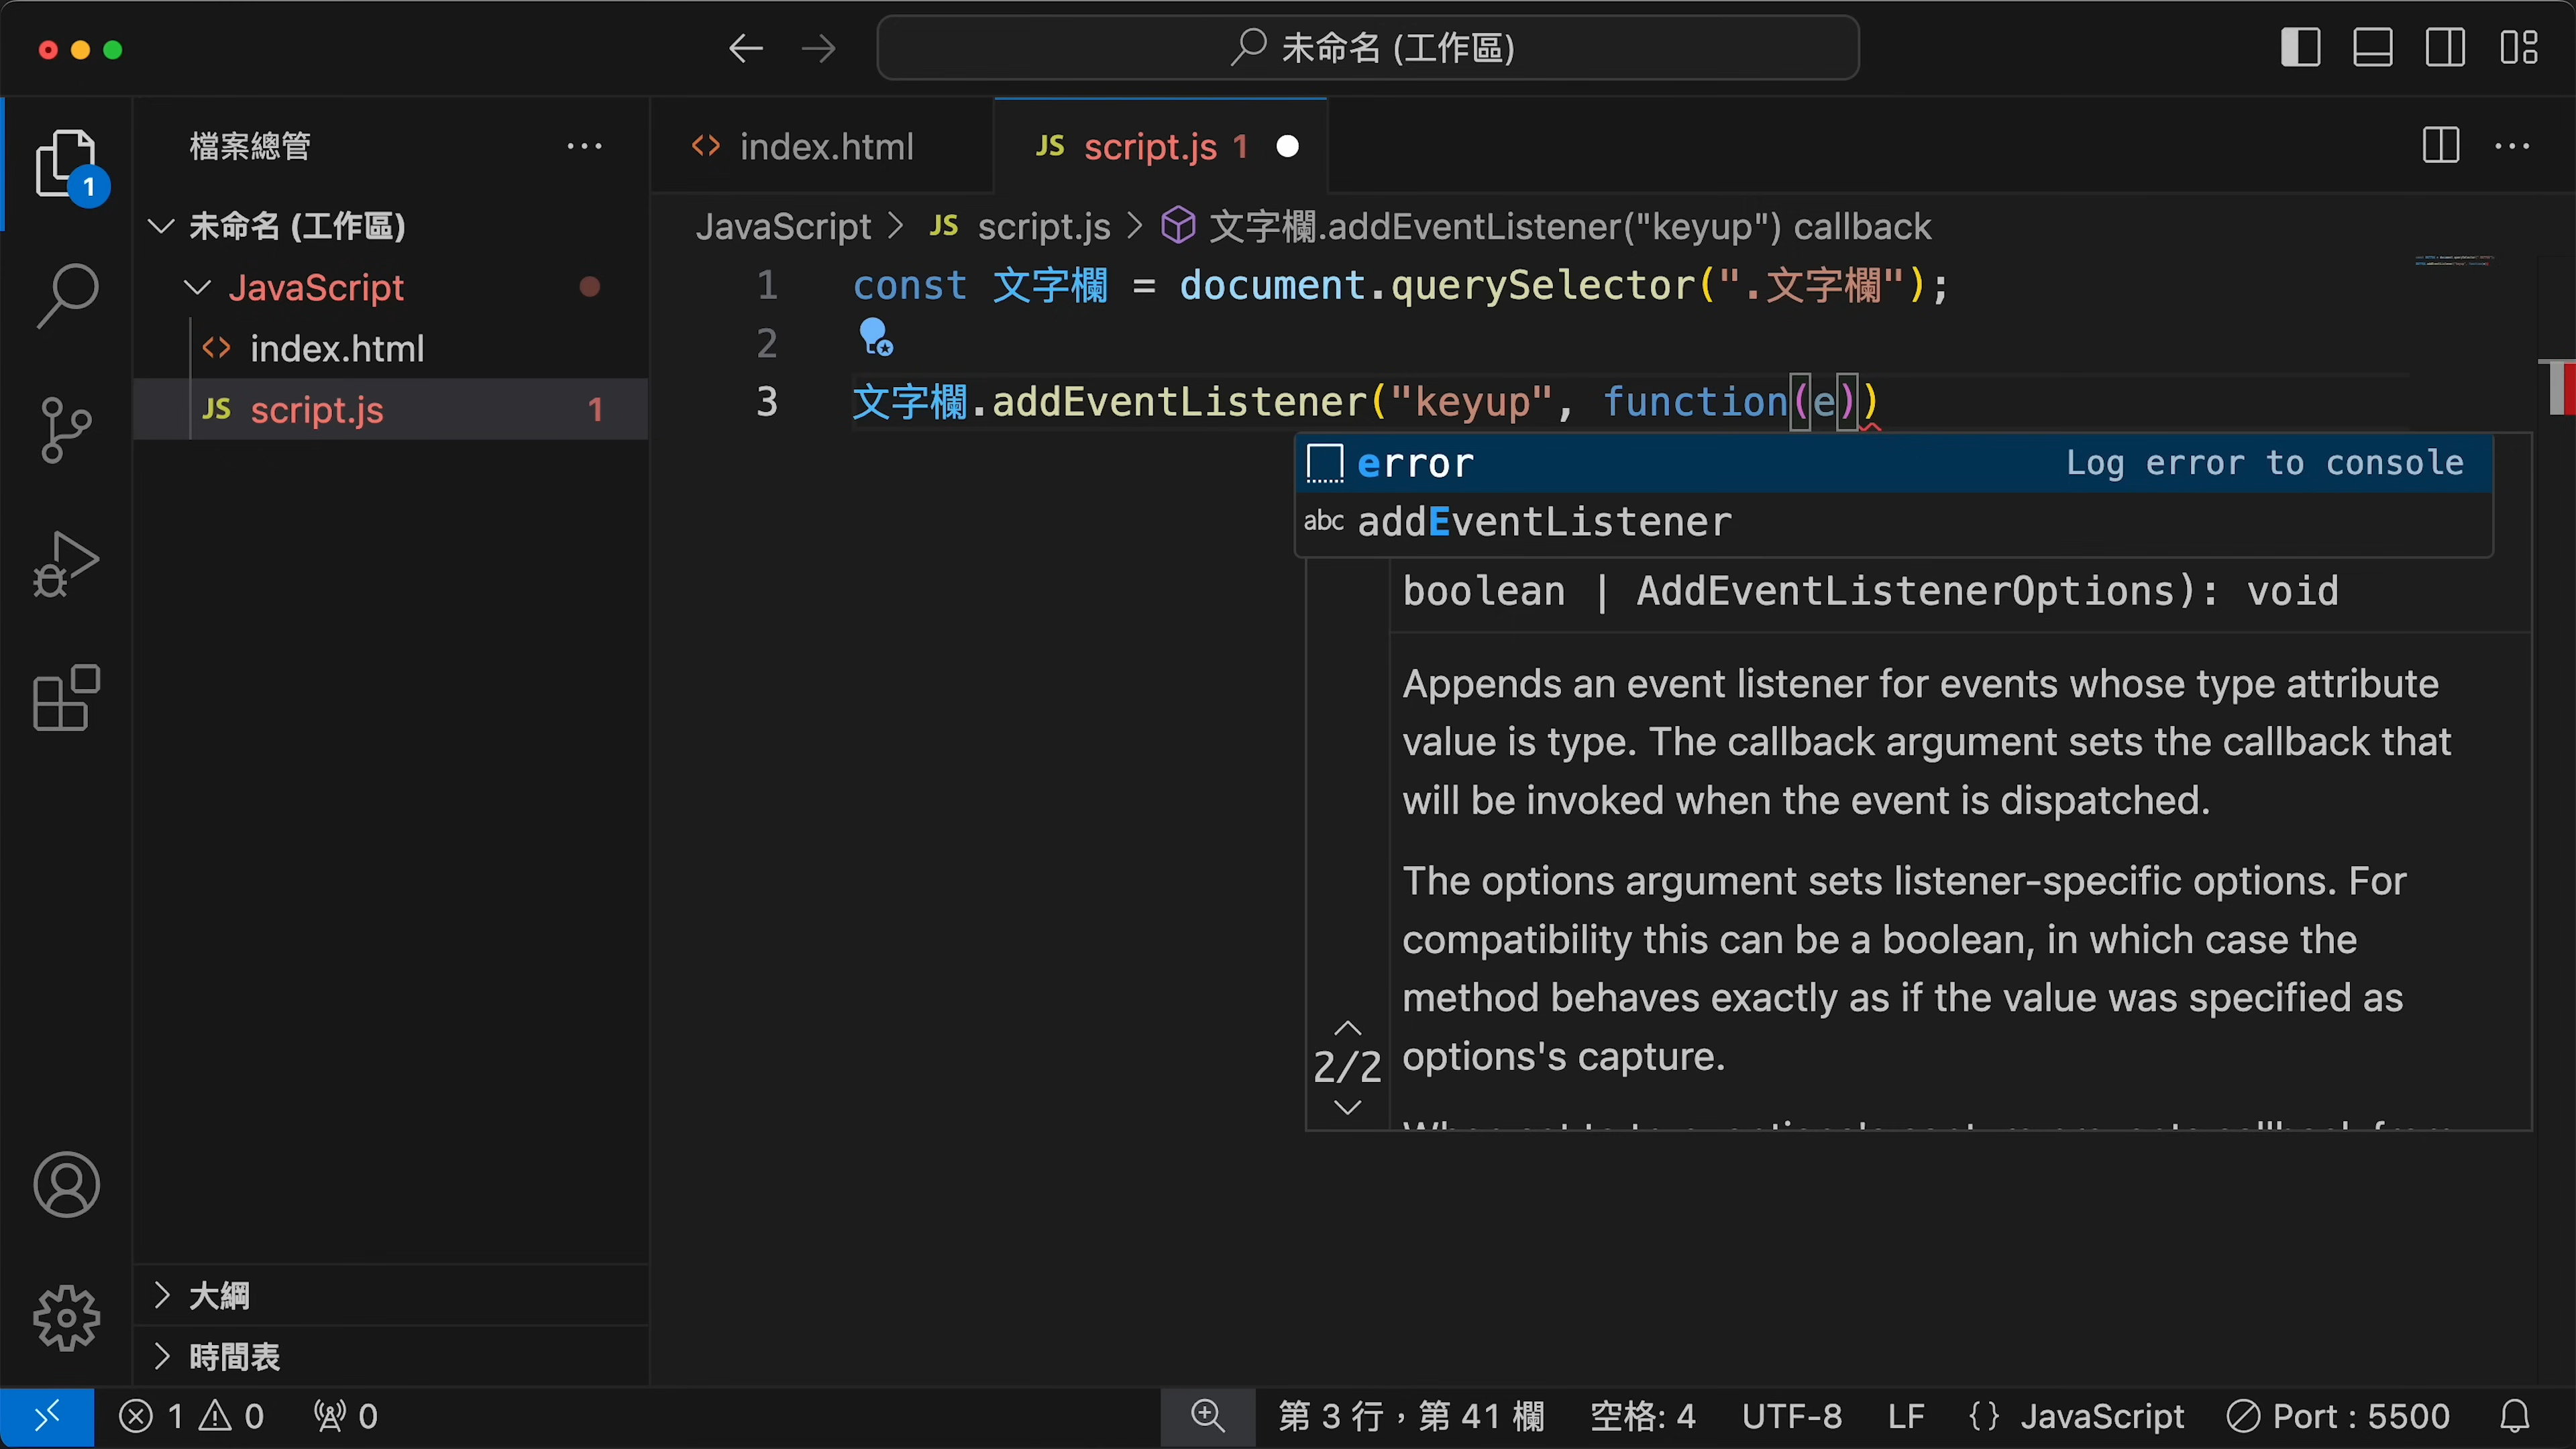 未命名 (工作區)
檔案總管
index.html
JS script.js 1
1
未命名 (工作區)
JavaScript > JS script.js > 文字欄.addEventListener("keyup") callback
JavaScript
index.html
JS script.js 1
1 const 文字欄 = document.querySelector(".文字欄");
2
3 文字欄.addEventListener("keyup", function(e))
error Log error to console
abc addEventListener
boolean | AddEventListenerOptions): void
Appends an event listener for events whose type attribute
value is type. The callback argument sets the callback that
will be invoked when the event is dispatched.
The options argument sets listener-specific options. For
compatibility this can be a boolean, in which case the
method behaves exactly as if the value was specified as
options's capture.
2/2
大綱
時間表
1 0 0
第 3 行，第 41 欄 空格: 4 UTF-8 LF {} JavaScript Port : 5500